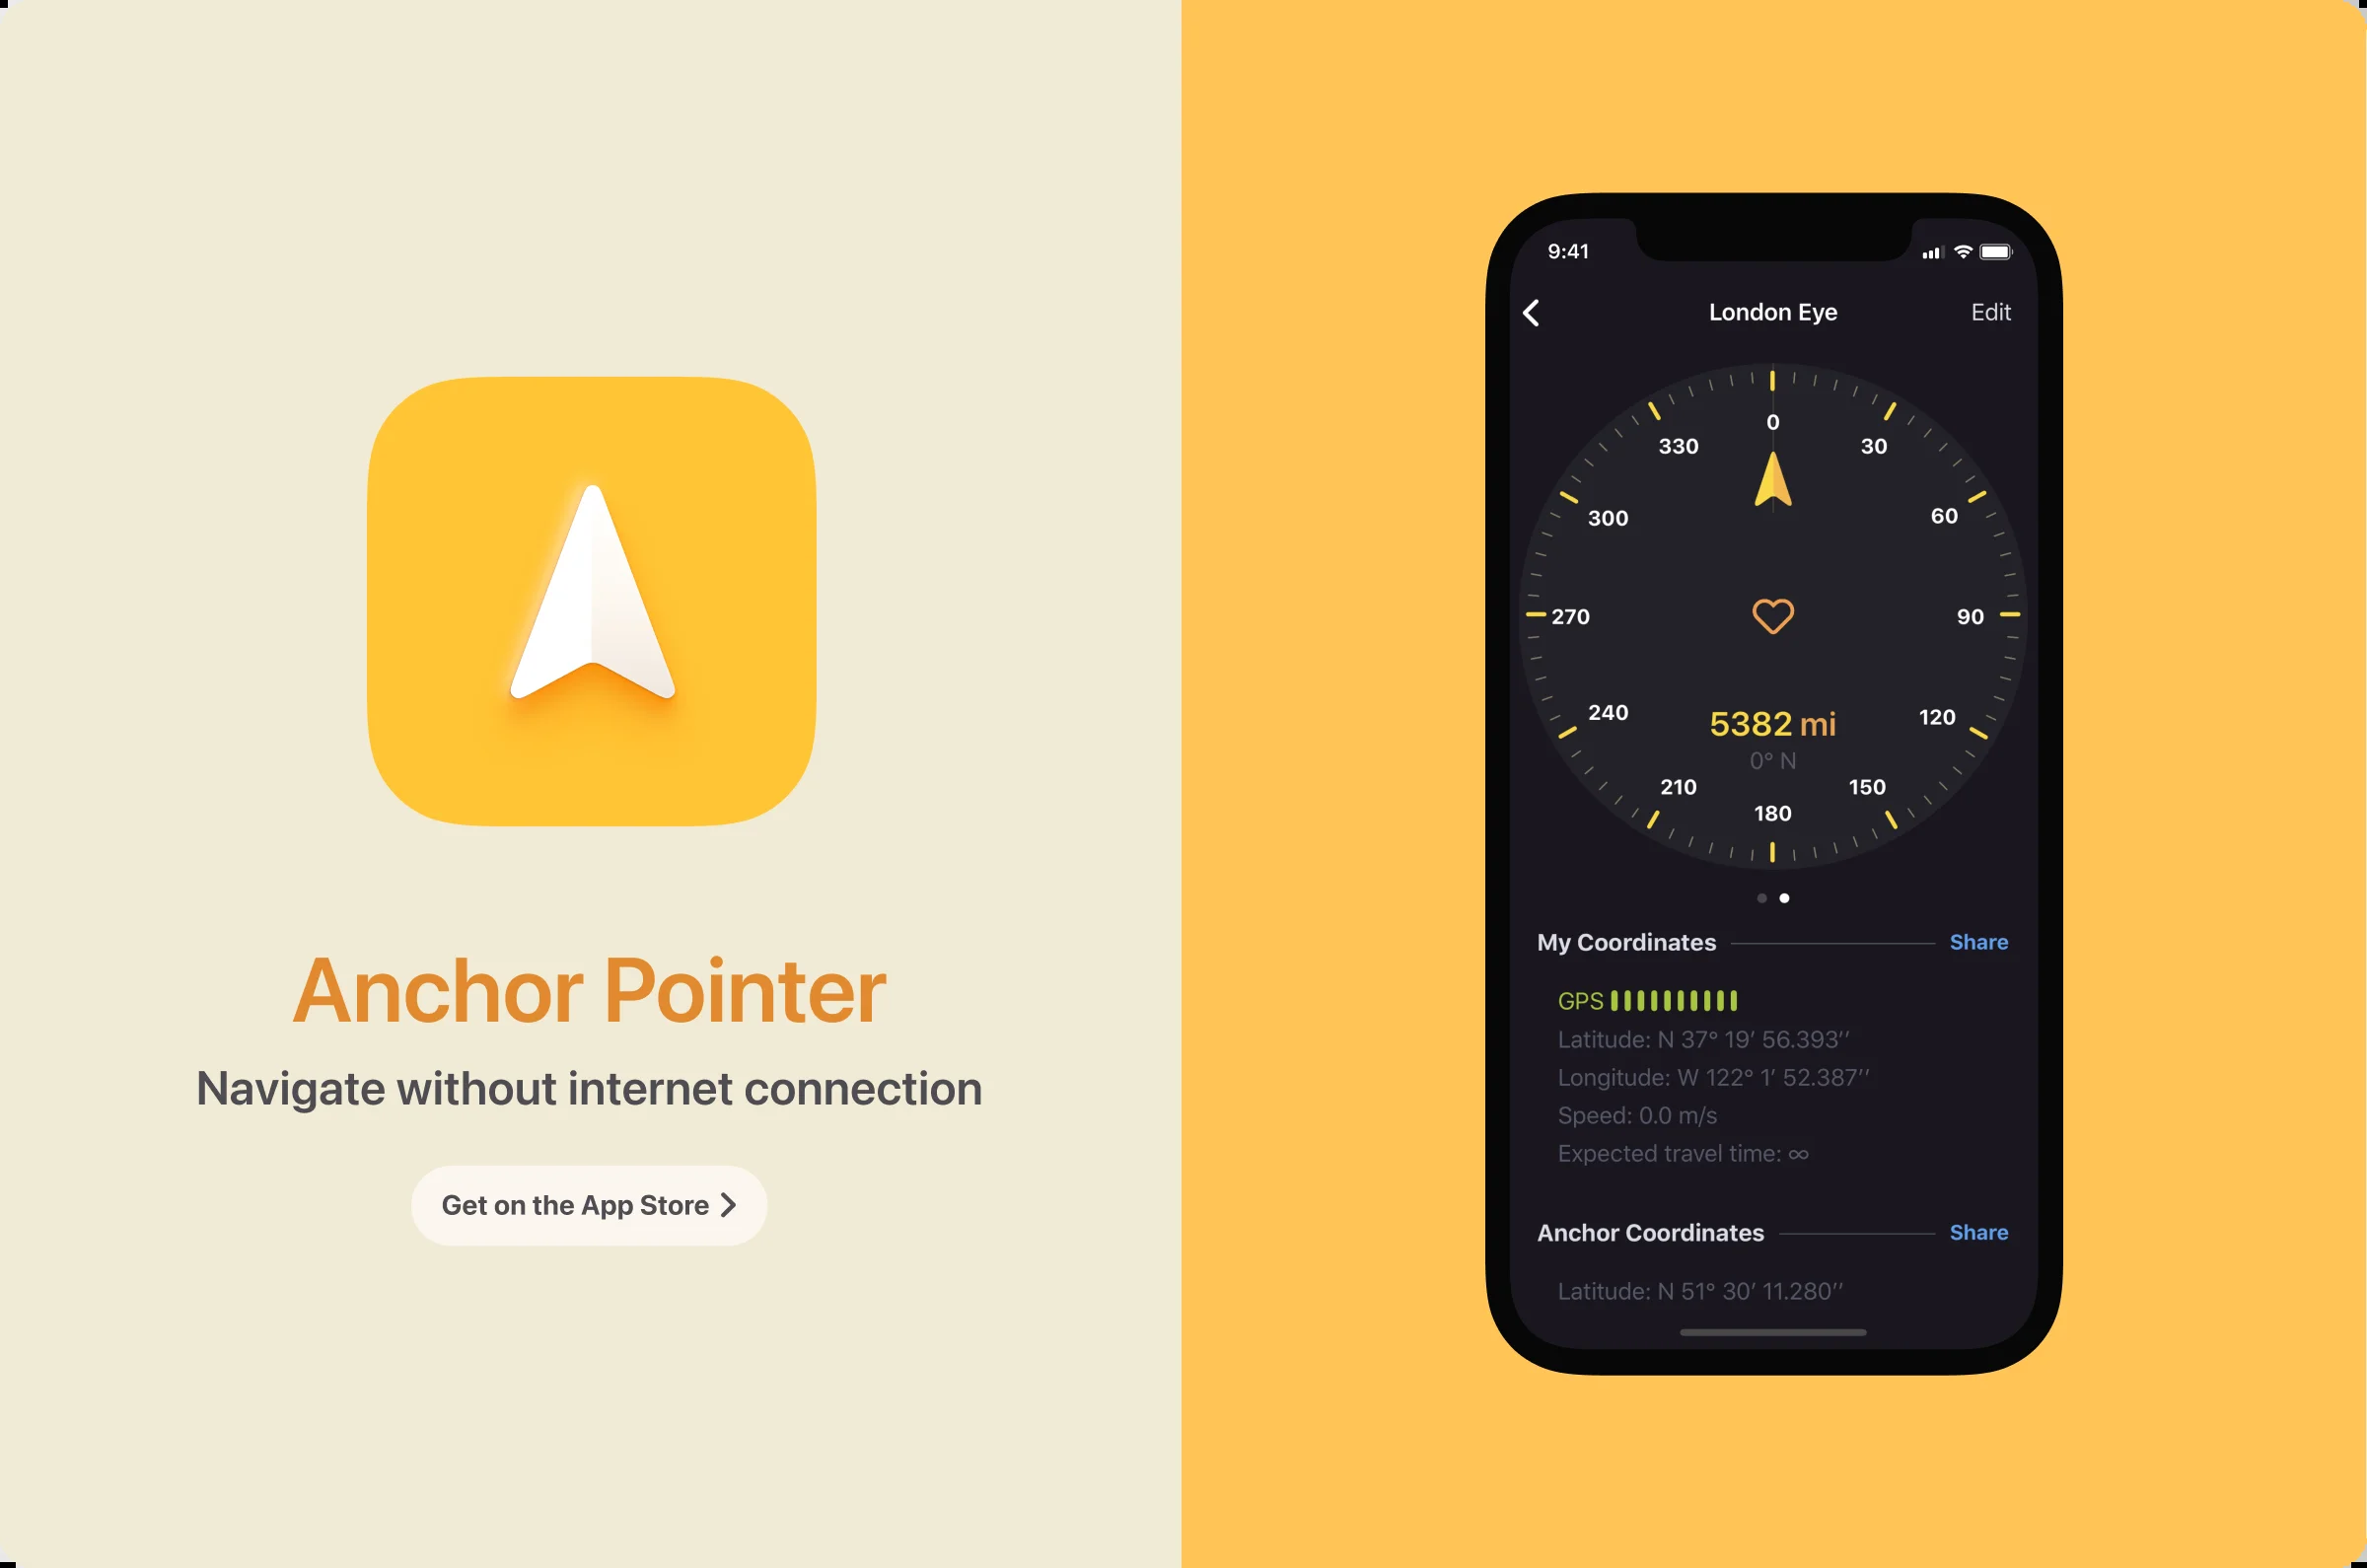 Anchor Pointer
Navigate without internet connection
Get on the App Store
9:41
London Eye
Edit
0
330
30
300
60
270
90
240
120
5382 mi
0° N
210
150
180
My Coordinates
Share
GPS
Latitude: N 37° 19′ 56.393′′
Longitude: W 122° 1′ 52.387′′
Speed: 0.0 m/s
Expected travel time: ∞
Anchor Coordinates
Share
Latitude: N 51° 30′ 11.280′′